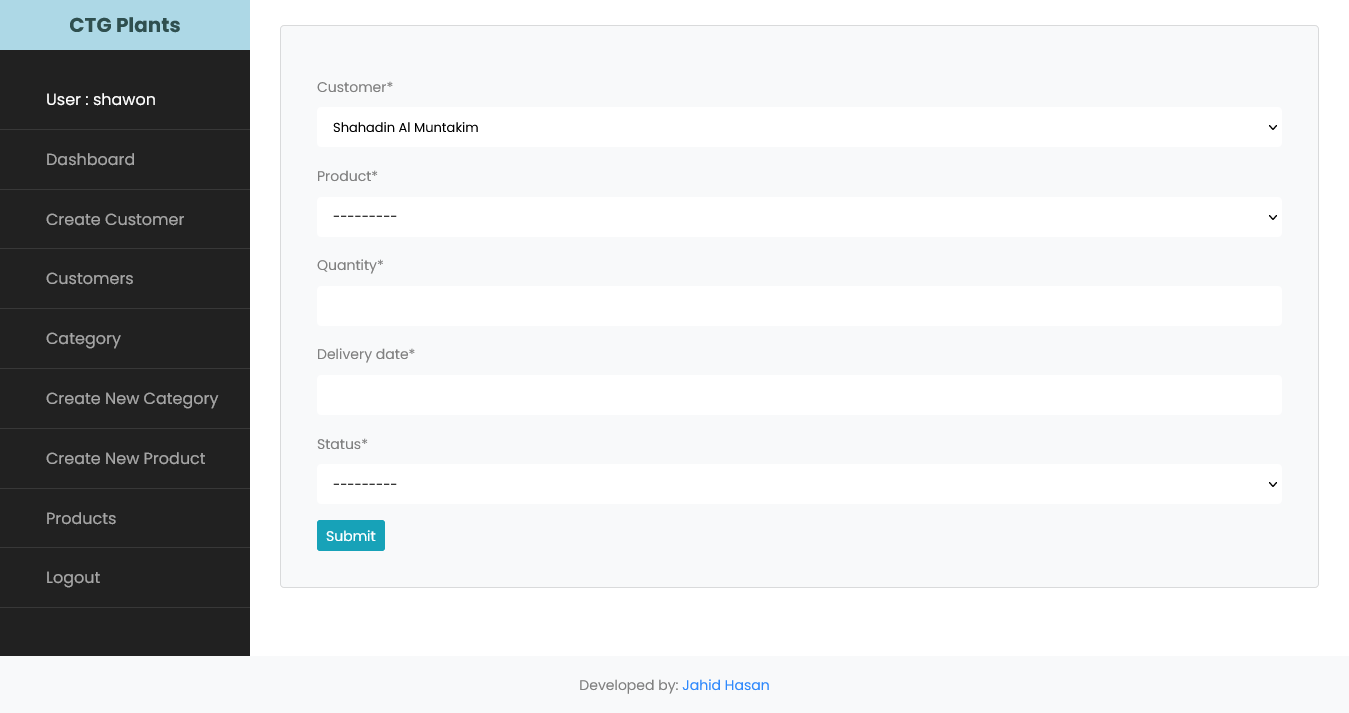 CTG Plants
User : shawon
Dashboard
Create Customer
Customers
Category
Create New Category
Create New Product
Products
Logout
Customer*
Shahadin Al Muntakim
Product*
---------
Quantity*
Delivery date*
Status*
---------
Submit
Developed by: Jahid Hasan